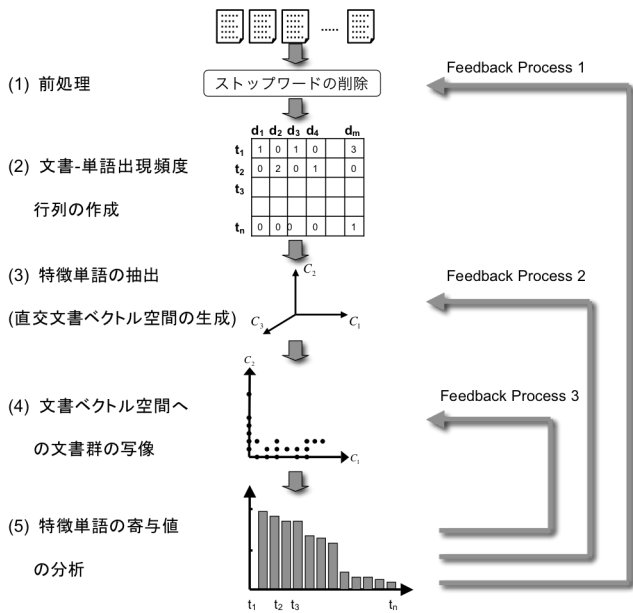 .....
Feedback Process 1
(1) 前処理
ストップワードの削除
d1 d2 d3 d4 dm
t1 1 0 1 0 3
t2 0 2 0 1 0
t3
tn 0 0 0 0 1
(2) 文書-単語出現頻度
行列の作成
(3) 特徴単語の抽出
(直交文書ベクトル空間の生成)
C2
C3 C1
Feedback Process 2
C2
(4) 文書ベクトル空間へ
の文書群の写像
C1
Feedback Process 3
(5) 特徴単語の寄与値
の分析
t1 t2 t3 tn